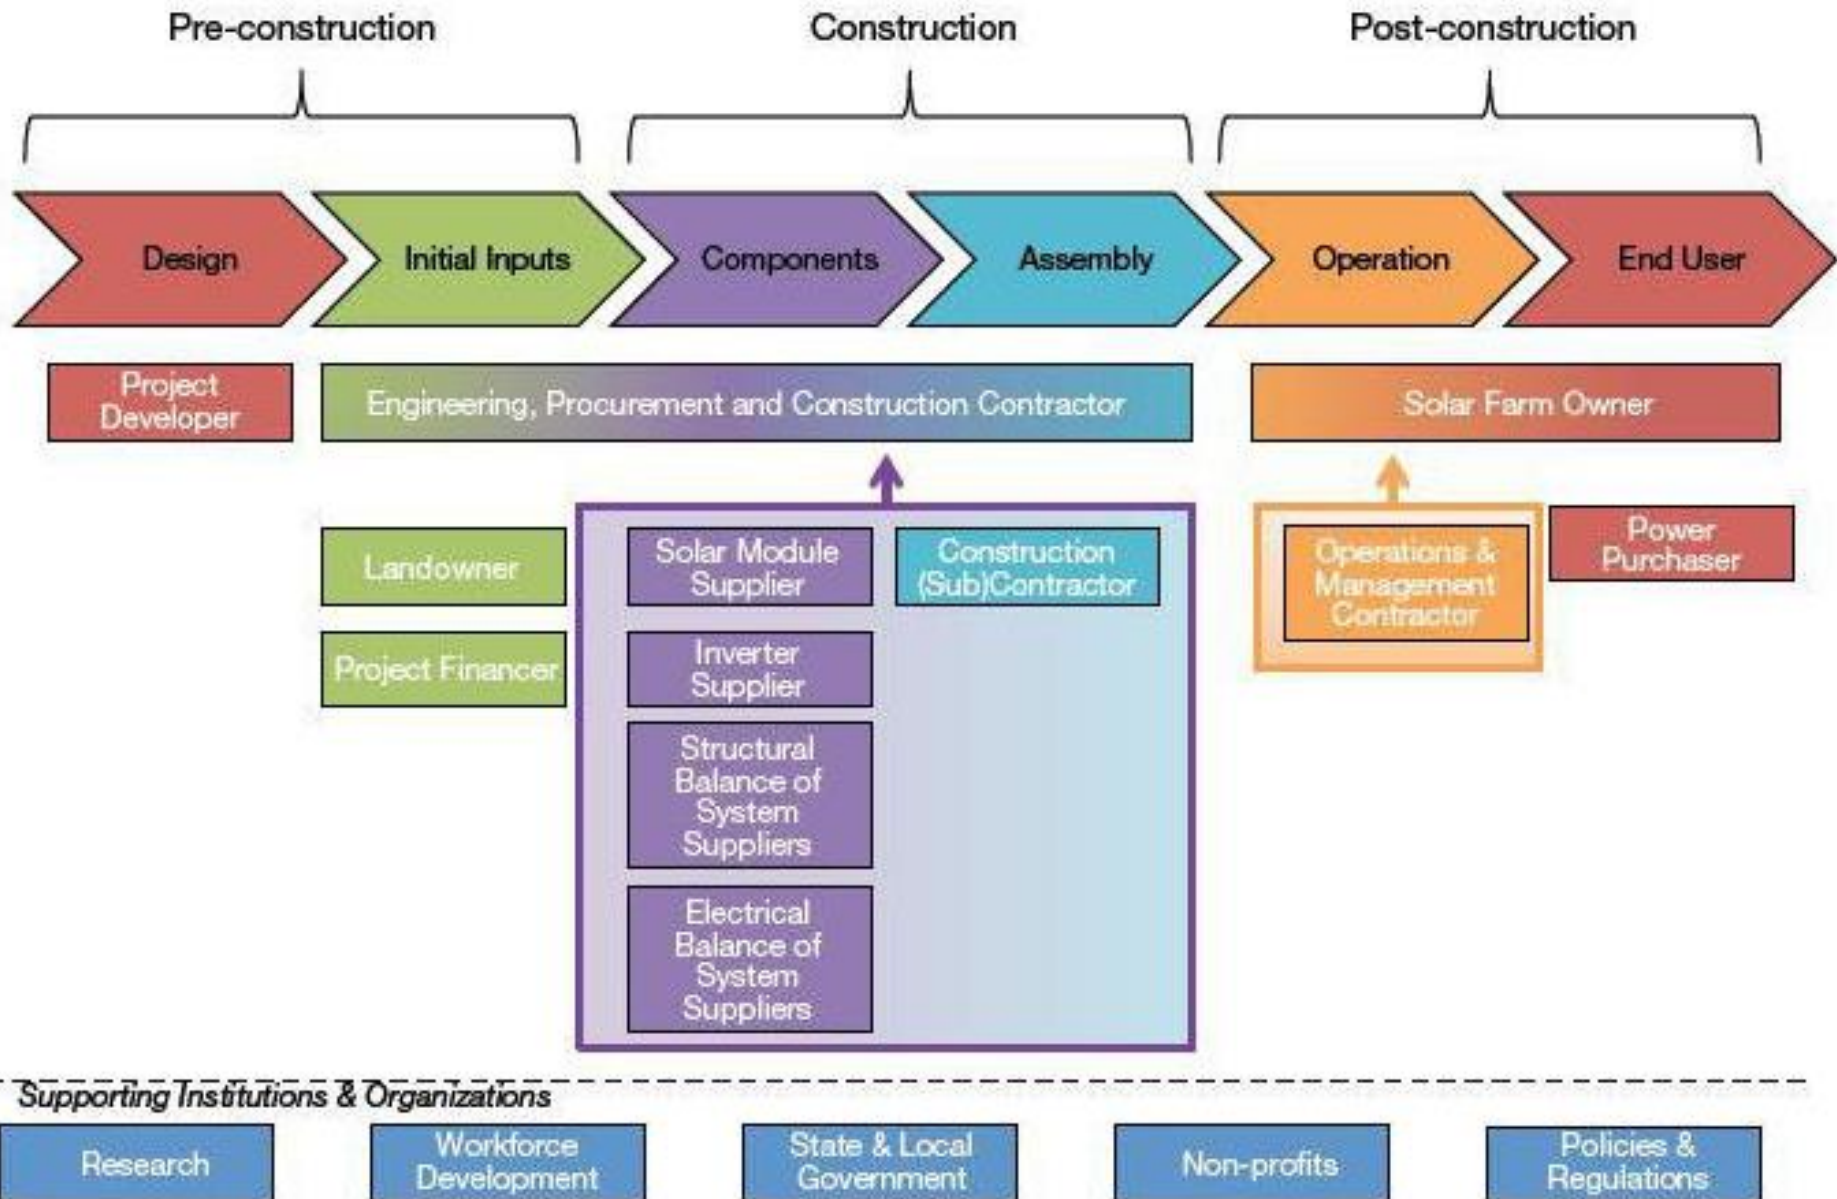 Pre-construction
Construction
Post-construction
Design
Initial Inputs
Components
Assembly
Operation
End User
Project
Developer
Engineering, Procurement and Construction Contractor
Solar Farm Owner
Landowner
Project Financer
Solar Module
Supplier
Inverter
Supplier
Structural
Balance of
System
Suppliers
Electrical
Balance of
System
Suppliers
Construction
(Sub)Contractor
Operations &
Management
Contractor
Power
Purchaser
Supporting Institutions & Organizations
Research
Workforce
Development
State & Local
Government
Non-profits
Policies &
Regulations